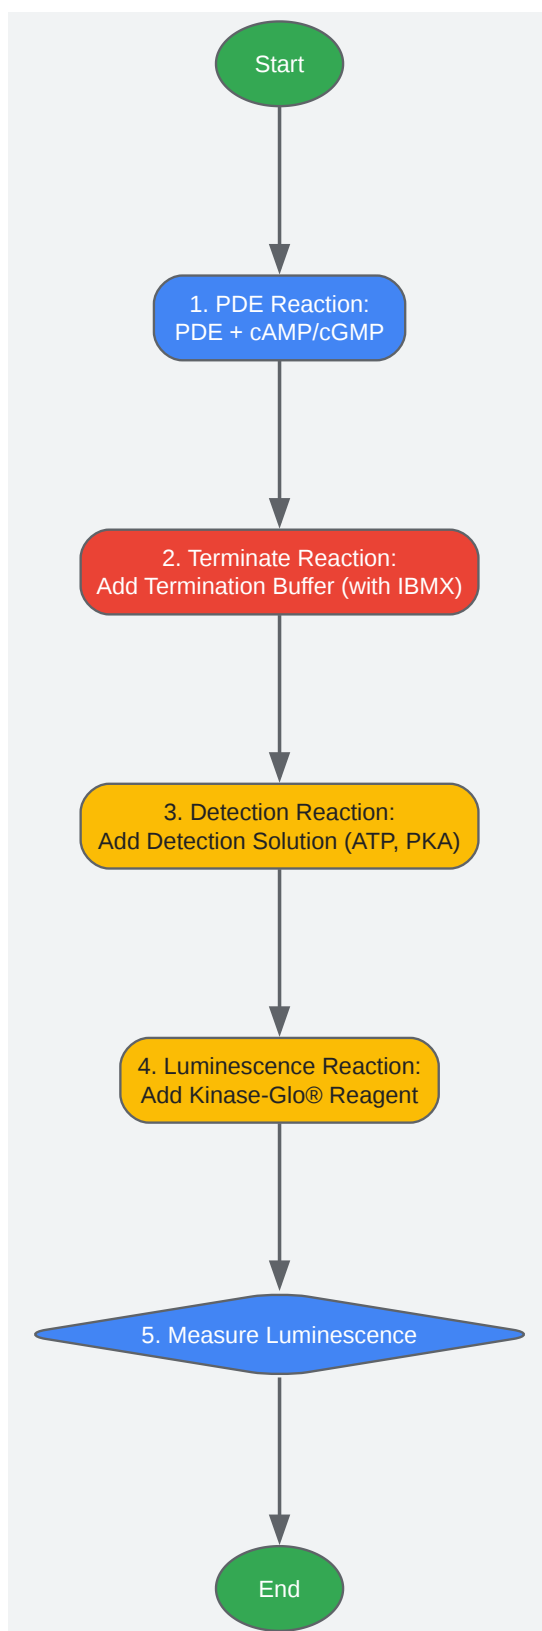 Start
1. PDE Reaction:
PDE + cAMP/cGMP
2. Terminate Reaction:
Add Termination Buffer (with IBMX)
3. Detection Reaction:
Add Detection Solution (ATP, PKA)
4. Luminescence Reaction:
Add Kinase-Glo® Reagent
5. Measure Luminescence
End